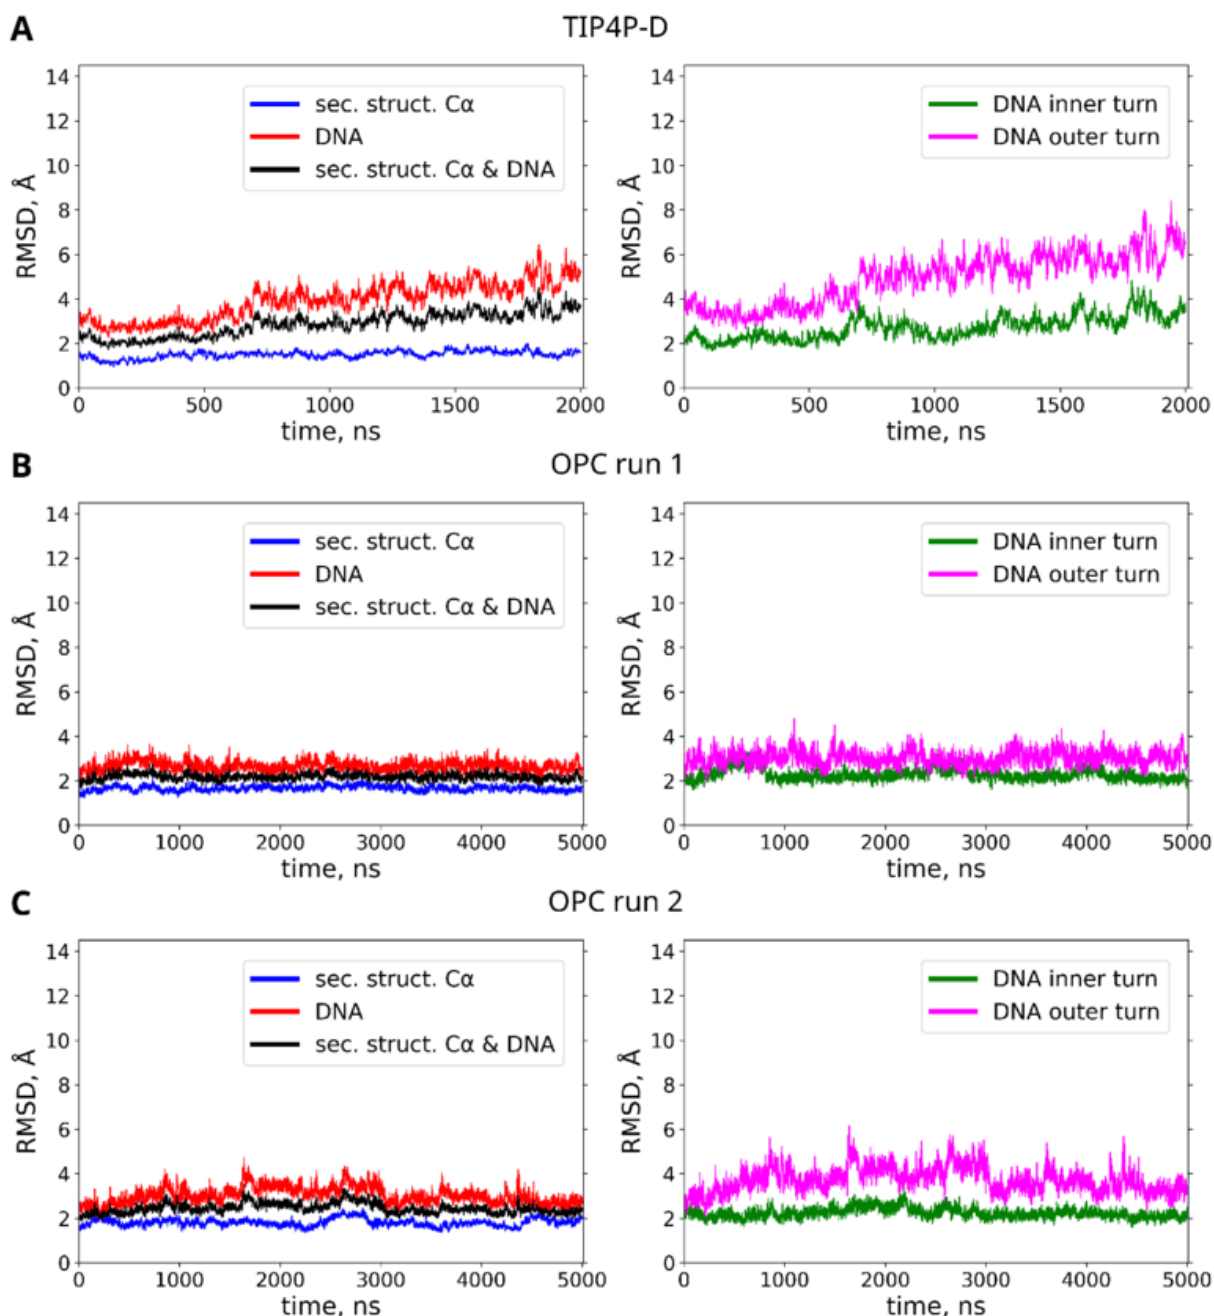 A
TIP4P-D
14
12
10
8
6
4
2
0
RMSD, Å
sec. struct. Cα
DNA
sec. struct. Cα & DNA
0 500 1000 1500 2000
time, ns
14
12
10
8
6
4
2
0
RMSD, Å
DNA inner turn
DNA outer turn
0 500 1000 1500 2000
time, ns
B
OPC run 1
14
12
10
8
6
4
2
0
RMSD, Å
sec. struct. Cα
DNA
sec. struct. Cα & DNA
0 1000 2000 3000 4000 5000
time, ns
14
12
10
8
6
4
2
0
RMSD, Å
DNA inner turn
DNA outer turn
0 1000 2000 3000 4000 5000
time, ns
C
OPC run 2
14
12
10
8
6
4
2
0
RMSD, Å
sec. struct. Cα
DNA
sec. struct. Cα & DNA
0 1000 2000 3000 4000 5000
time, ns
14
12
10
8
6
4
2
0
RMSD, Å
DNA inner turn
DNA outer turn
0 1000 2000 3000 4000 5000
time, ns